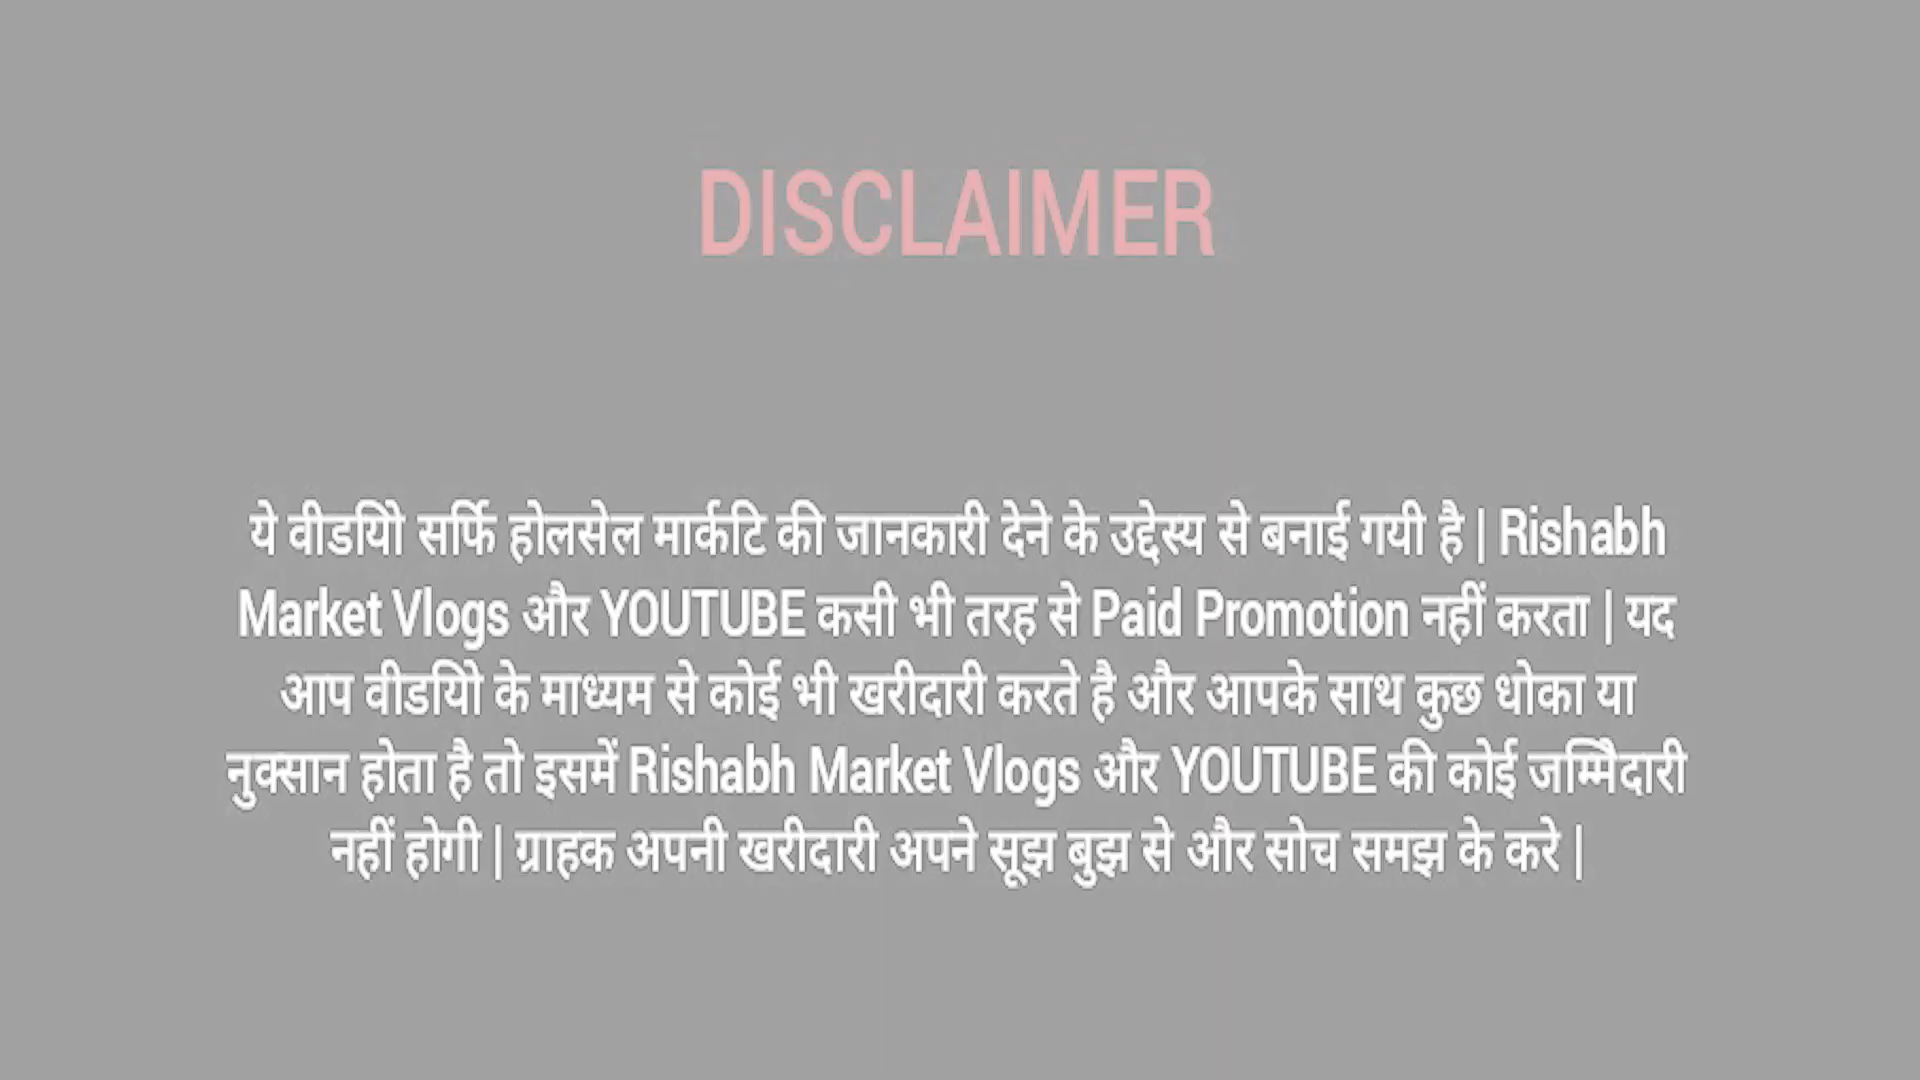 DISCLAIMER
ये वीडयिो सर्फि होलसेल मार्कटि की जानकारी देने के उद्देस्य से बनाई गयी है | Rishabh
Market Vlogs और YOUTUBE कसी भी तरह से Paid Promotion नहीं करता | यद
आप वीडयिो के माध्यम से कोई भी खरीदारी करते है और आपके साथ कुछ धोका या
नुक्सान होता है तो इसमें Rishabh Market Vlogs और YOUTUBE की कोई जम्मिेदारी
नहीं होगी | ग्राहक अपनी खरीदारी अपने सूझ बुझ से और सोच समझ के करे |